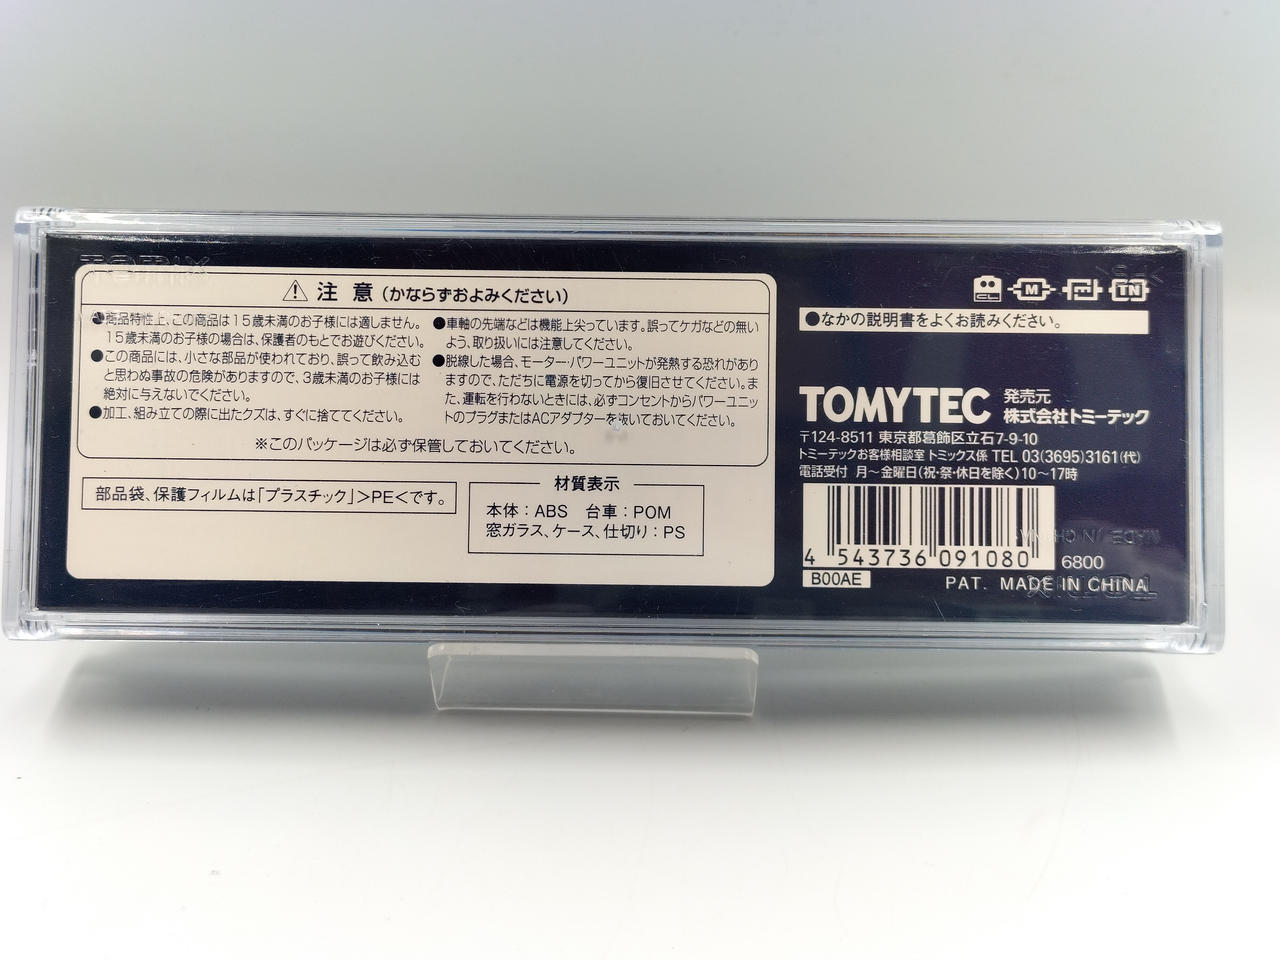 TOMIX
⚠ 注 意 (かならずおよみください)
●商品特性上、この商品は15歳未満のお子様には適しません。
15歳未満のお子様の場合は、保護者のもとでお遊びください。
●この商品には、小さな部品が使われており、誤って飲み込む
と思わぬ事故の危険がありますので、3歳未満のお子様には
絶対に与えないでください。
●加工、組み立ての際に出たクズは、すぐに捨ててください。
●車軸の先端などは機能上尖っています。誤ってケガなどの無い
よう、取り扱いには注意してください。
●脱線した場合、モーター・パワーユニットが発熱する恐れがあり
ますので、ただちに電源を切ってから復旧させてください。ま
た、運転を行わないときには、必ずコンセントからパワーユニッ
トのプラグまたはACアダプターを抜いておいてください。
※このパッケージは必ず保管しておいてください。
部品袋、保護フィルムは「プラスチック」>PE<です。
材質表示
本体:ABS 台車:POM
窓ガラス、ケース、仕切り:PS
CL M TN
●なかの説明書をよくお読みください。
TOMYTEC 発売元
株式会社トミーテック
〒124-8511 東京都葛飾区立石7-9-10
トミーテックお客様相談室 トミックス係 TEL 03(3695)3161(代)
電話受付 月〜金曜日(祝・祭・休日を除く)10〜17時
4 543736 091080
6800
B00AE
PAT. MADE IN CHINA
MADE IN CHINA
TOMIX